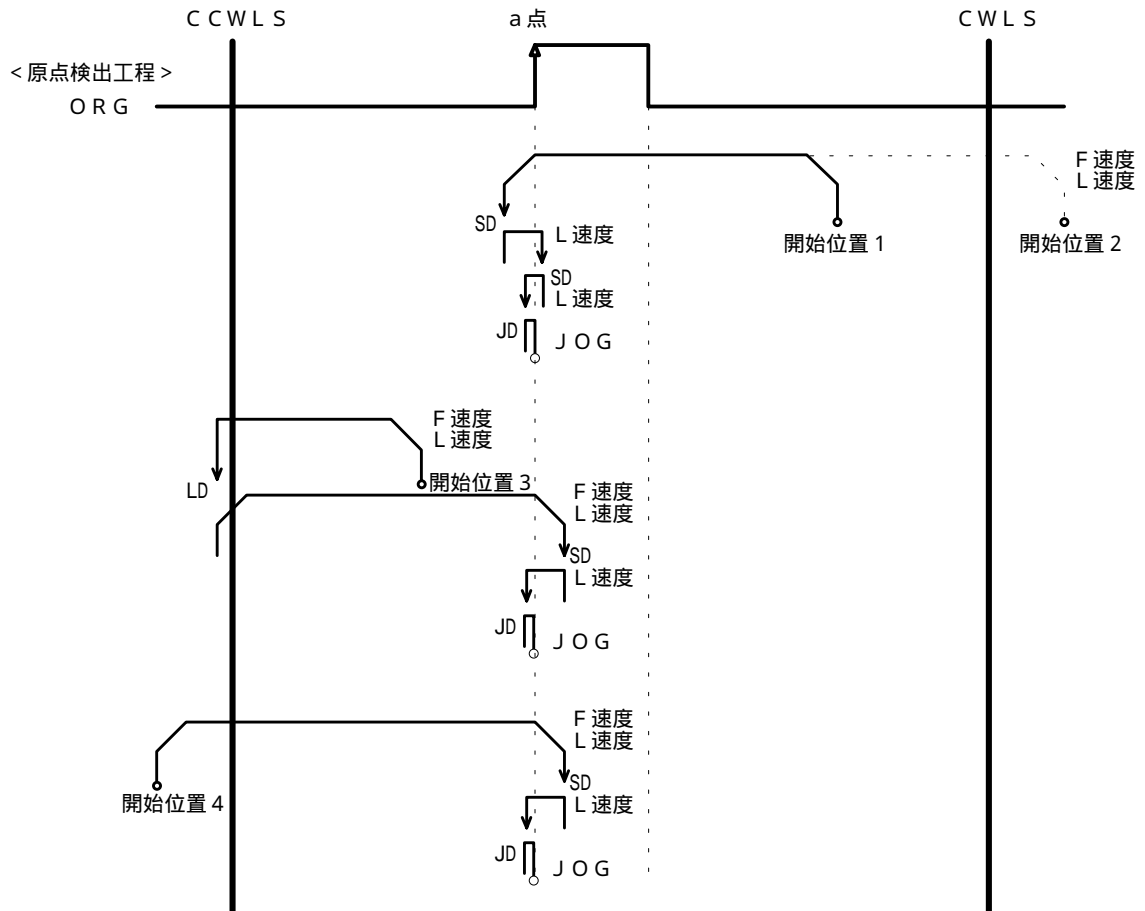 ＣＣＷＬＳ
ａ点
ＣＷＬＳ
＜原点検出工程＞
ＯＲＧ
Ｆ速度
Ｌ速度
SD
Ｌ速度
開始位置１
開始位置２
SD
Ｌ速度
JD
ＪＯＧ
Ｆ速度
Ｌ速度
開始位置３
LD
Ｆ速度
Ｌ速度
SD
Ｌ速度
JD
ＪＯＧ
Ｆ速度
Ｌ速度
SD
開始位置４
Ｌ速度
JD
ＪＯＧ